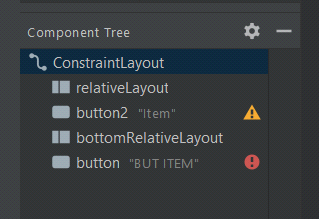 Component Tree
ConstraintLayout
relativeLayout
button2 "Item"
bottomRelativeLayout
button "BUT ITEM"